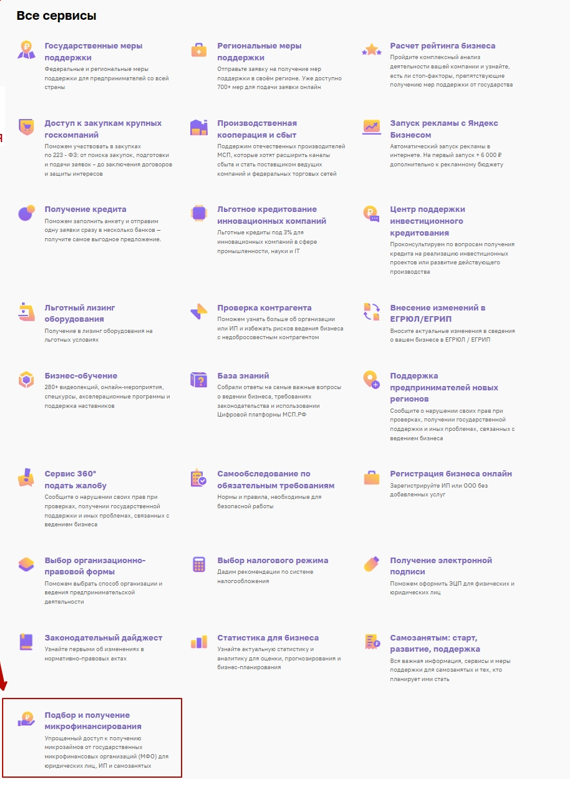 Все сервисы
Государственные меры
поддержки
Федеральные и региональные меры
поддержки для предпринимателей со всей
страны
Региональные меры
поддержки
Отправьте заявку на получение мер
поддержки в своём регионе. Уже доступно
700+ мер для подачи заявки онлайн
Расчет рейтинга бизнеса
Пройдите комплексный анализ
деятельности вашей компании и узнайте,
есть ли стоп-факторы, препятствующие
получению мер поддержки от государства
Доступ к закупкам крупных
госкомпаний
Поможем участвовать в закупках
по 223 - ФЗ: от поиска закупок, подготовки
и подачи заявок – до заключения договоров
и защиты интересов
Производственная
кооперация и сбыт
Поддержим отечественных производителей
МСП, которые хотят расширить каналы
сбыта и стать поставщиком ведущих
компаний и федеральных торговых сетей
Запуск рекламы с Яндекс
Бизнесом
Автоматический запуск рекламы в
интернете. На первый запуск + 6 000 ₽
дополнительно к рекламному бюджету
Получение кредита
Поможем заполнить анкету и отправим
одну заявки сразу в несколько банков —
получите самое выгодное предложение.
Льготное кредитование
инновационных компаний
Льготные кредиты под 3% для
инновационных компаний в сфере
промышленности, науки и IT
Центр поддержки
инвестиционного
кредитования
Проконсультируем по вопросам получения
кредита на реализацию инвестиционных
проектов или развитие действующего
производства
Льготный лизинг
оборудования
Получение в лизинг оборудования на
льготных условиях
Проверка контрагента
Поможем узнать больше об организации
или ИП и избежать рисков ведения бизнеса
с недобросовестным контрагентом
Внесение изменений в
ЕГРЮЛ/ЕГРИП
Вносите актуальные изменения в сведения
о вашем бизнесе в ЕГРЮЛ / ЕГРИП
Бизнес-обучение
280+ видеолекций, онлайн-мероприятия,
спецкурсы, акселерационные программы и
поддержка наставников
База знаний
Собрали ответы на самые важные вопросы
о ведении бизнеса, требованиях
законодательства и использовании
Цифровой платформы МСП.РФ
Поддержка
предпринимателей новых
регионов
Сообщите о нарушении своих прав при
проверках, получении государственной
поддержки и иных проблемах, связанных с
ведением бизнеса
Сервис 360°
подать жалобу
Сообщите о нарушении своих прав при
проверках, получении государственной
поддержки и иных проблемах, связанных с
ведением бизнеса
Самообследование по
обязательным требованиям
Нормы и правила, необходимые для
безопасной работы
Регистрация бизнеса онлайн
Зарегистрируйте ИП или ООО без
добавленных услуг
Выбор организационно-
правовой формы
Поможем выбрать способ организации и
ведения предпринимательской
деятельности
Выбор налогового режима
Дадим рекомендации по системе
налогообложения
Получение электронной
подписи
Поможем оформить ЭЦП для физических и
юридических лиц
Законодательный дайджест
Узнайте первыми об изменениях в
нормативно-правовых актах
Статистика для бизнеса
Узнайте актуальную статистику и
аналитику для оценки, прогнозирования и
бизнес-планирования
Самозанятым: старт,
развитие, поддержка
Вся важная информация, сервисы и меры
поддержки для самозанятых и тех, кто
планирует ими стать
Подбор и получение
микрофинансирования
Упрощенный доступ к получению
микрозаймов от государственных
микрофинансовых организаций (МФО) для
юридических лиц, ИП и самозанятых